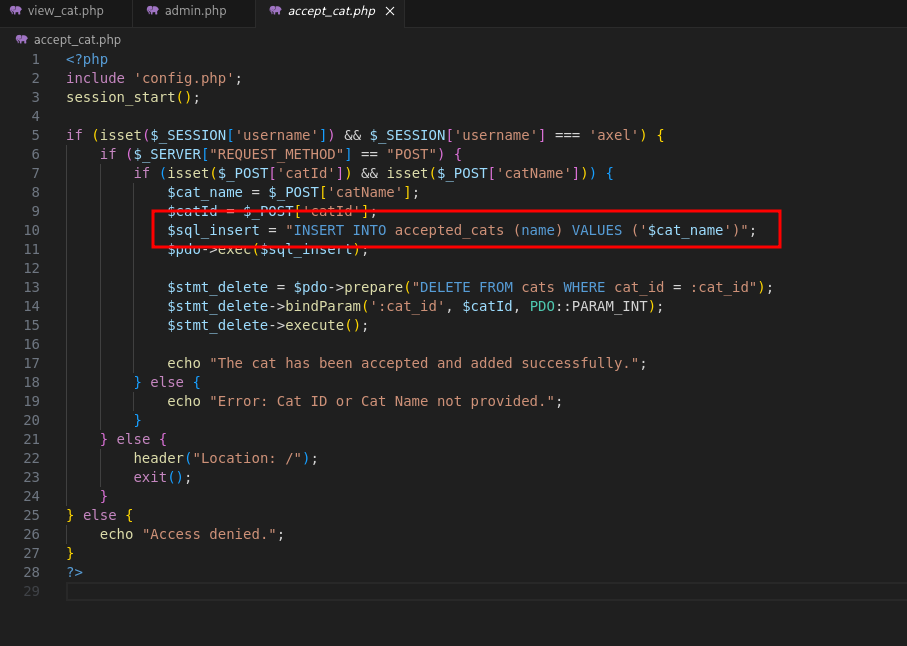 view_cat.php admin.php accept_cat.php
accept_cat.php
1 <?php
2 include 'config.php';
3 session_start();
4
5 if (isset($_SESSION['username']) && $_SESSION['username'] === 'axel') {
6 if ($_SERVER["REQUEST_METHOD"] == "POST") {
7 if (isset($_POST['catId']) && isset($_POST['catName'])) {
8 $cat_name = $_POST['catName'];
9 $catId = $_POST['catId'];
10 $sql_insert = "INSERT INTO accepted_cats (name) VALUES ('$cat_name')";
11 $pdo->exec($sql_insert);
12
13 $stmt_delete = $pdo->prepare("DELETE FROM cats WHERE cat_id = :cat_id");
14 $stmt_delete->bindParam(':cat_id', $catId, PDO::PARAM_INT);
15 $stmt_delete->execute();
16
17 echo "The cat has been accepted and added successfully.";
18 } else {
19 echo "Error: Cat ID or Cat Name not provided.";
20 }
21 } else {
22 header("Location: /");
23 exit();
24 }
25 } else {
26 echo "Access denied.";
27 }
28 ?>
29